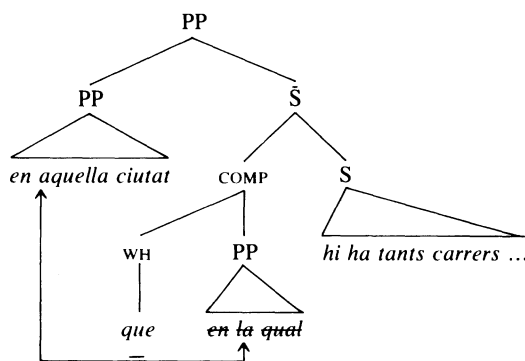 PP
PP S̄
en aquella ciutat COMP S
WH PP hi ha tants carrers ...
que en la qual